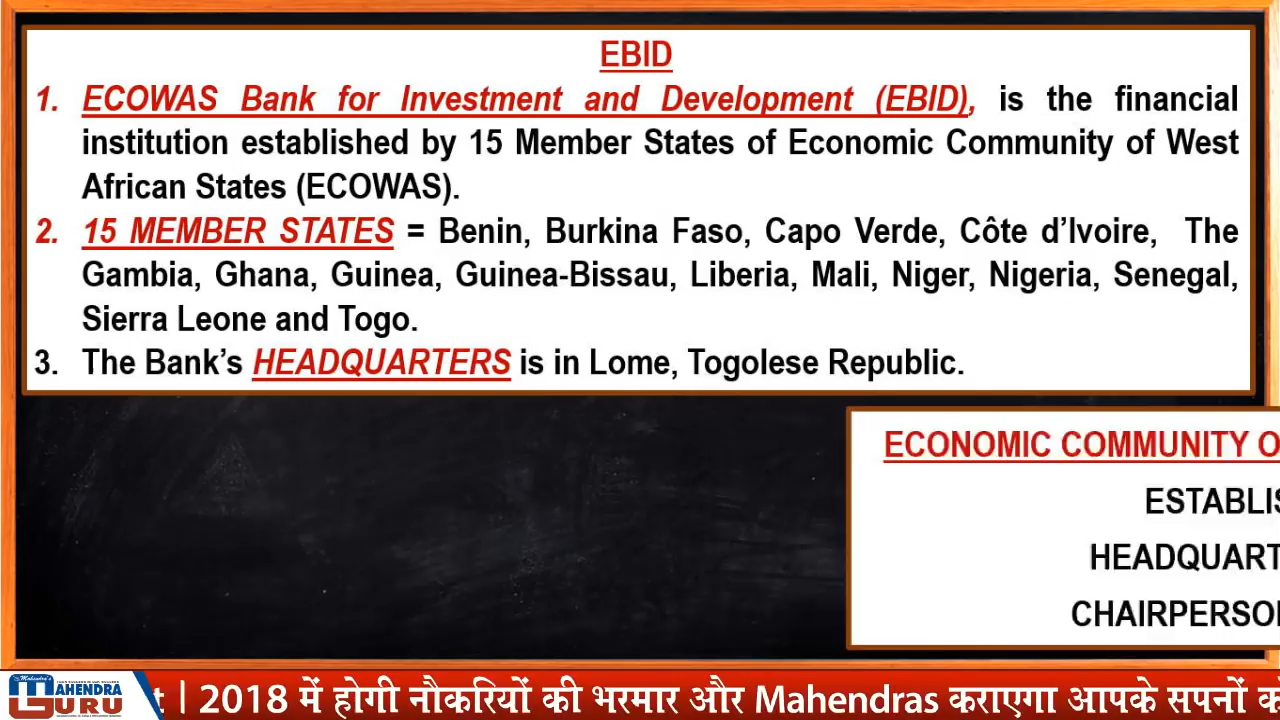 EBID
1. ECOWAS Bank for Investment and Development (EBID), is the financial
institution established by 15 Member States of Economic Community of West
African States (ECOWAS).
2. 15 MEMBER STATES = Benin, Burkina Faso, Capo Verde, Côte d’Ivoire, The
Gambia, Ghana, Guinea, Guinea-Bissau, Liberia, Mali, Niger, Nigeria, Senegal,
Sierra Leone and Togo.
3. The Bank’s HEADQUARTERS is in Lome, Togolese Republic.
ECONOMIC COMMUNITY O
ESTABLIS
HEADQUART
CHAIRPERSON
Mahendra's
MAHENDRA
GURU
t | 2018 में होगी नौकरियों की भरमार और Mahendras कराएगा आपके सपनों को